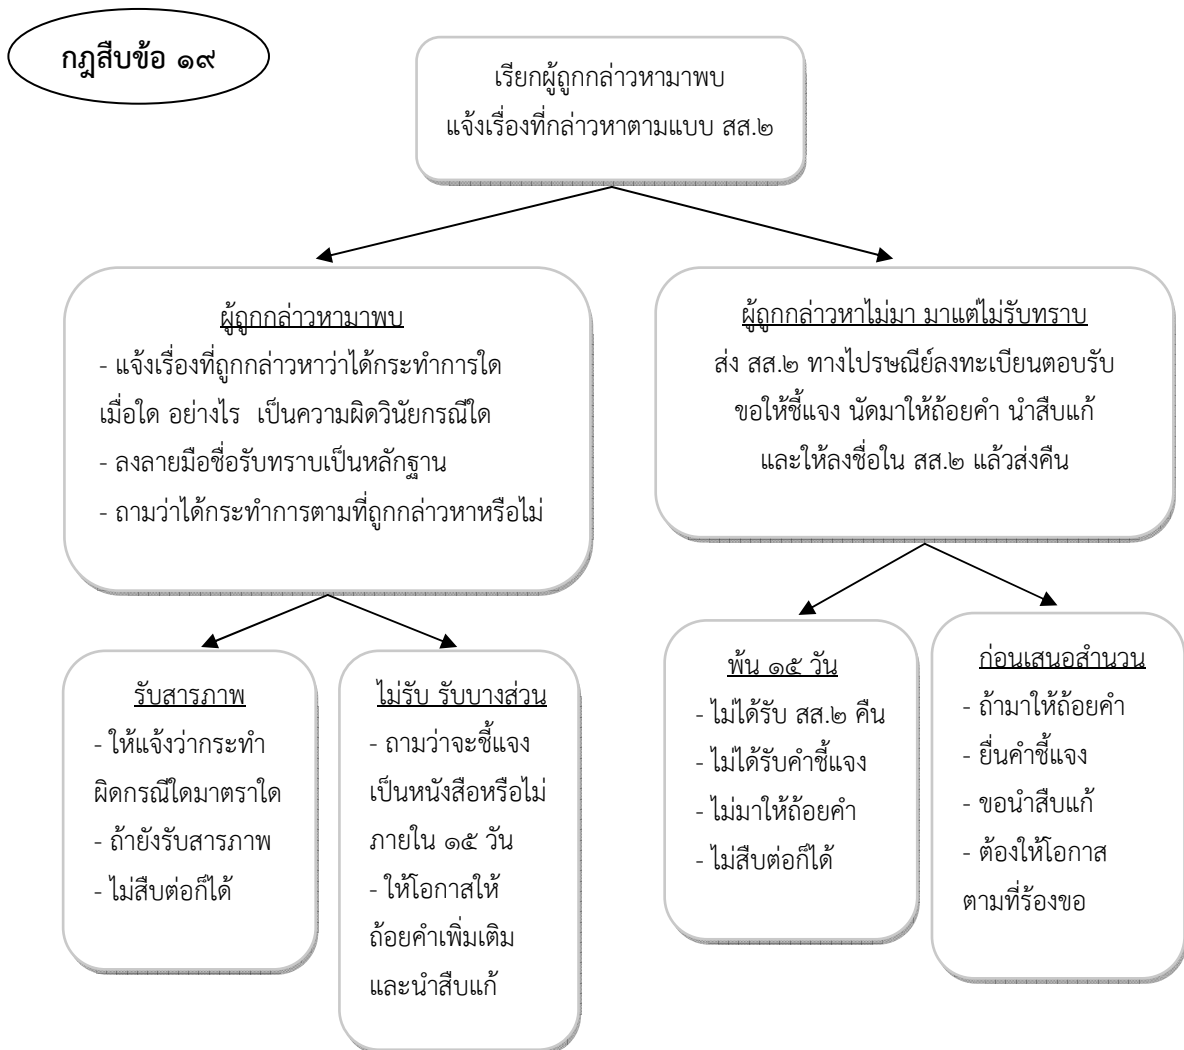 กฎสืบข้อ ๑๙
เรียกผู้ถูกกล่าวหามาพบ
แจ้งเรื่องที่กล่าวหาตามแบบ สส.๒
ผู้ถูกกล่าวหามาพบ
- แจ้งเรื่องที่ถูกกล่าวหาว่าได้กระทำการใด
เมื่อใด อย่างไร เป็นความผิดวินัยกรณีใด
- ลงลายมือชื่อรับทราบเป็นหลักฐาน
- ถามว่าได้กระทำการตามที่ถูกกล่าวหาหรือไม่
ผู้ถูกกล่าวหาไม่มา มาแต่ไม่รับทราบ
ส่ง สส.๒ ทางไปรษณีย์ลงทะเบียนตอบรับ
ขอให้ชี้แจง นัดมาให้ถ้อยคำ นำสืบแก้
และให้ลงชื่อใน สส.๒ แล้วส่งคืน
รับสารภาพ
- ให้แจ้งว่ากระทำ
ผิดกรณีใดมาตราใด
- ถ้ายังรับสารภาพ
- ไม่สืบต่อก็ได้
ไม่รับ รับบางส่วน
- ถามว่าจะชี้แจง
เป็นหนังสือหรือไม่
ภายใน ๑๕ วัน
- ให้โอกาสให้
ถ้อยคำเพิ่มเติม
และนำสืบแก้
พ้น ๑๕ วัน
- ไม่ได้รับ สส.๒ คืน
- ไม่ได้รับคำชี้แจง
- ไม่มาให้ถ้อยคำ
- ไม่สืบต่อก็ได้
ก่อนเสนอสำนวน
- ถ้ามาให้ถ้อยคำ
- ยื่นคำชี้แจง
- ขอนำสืบแก้
- ต้องให้โอกาส
ตามที่ร้องขอ